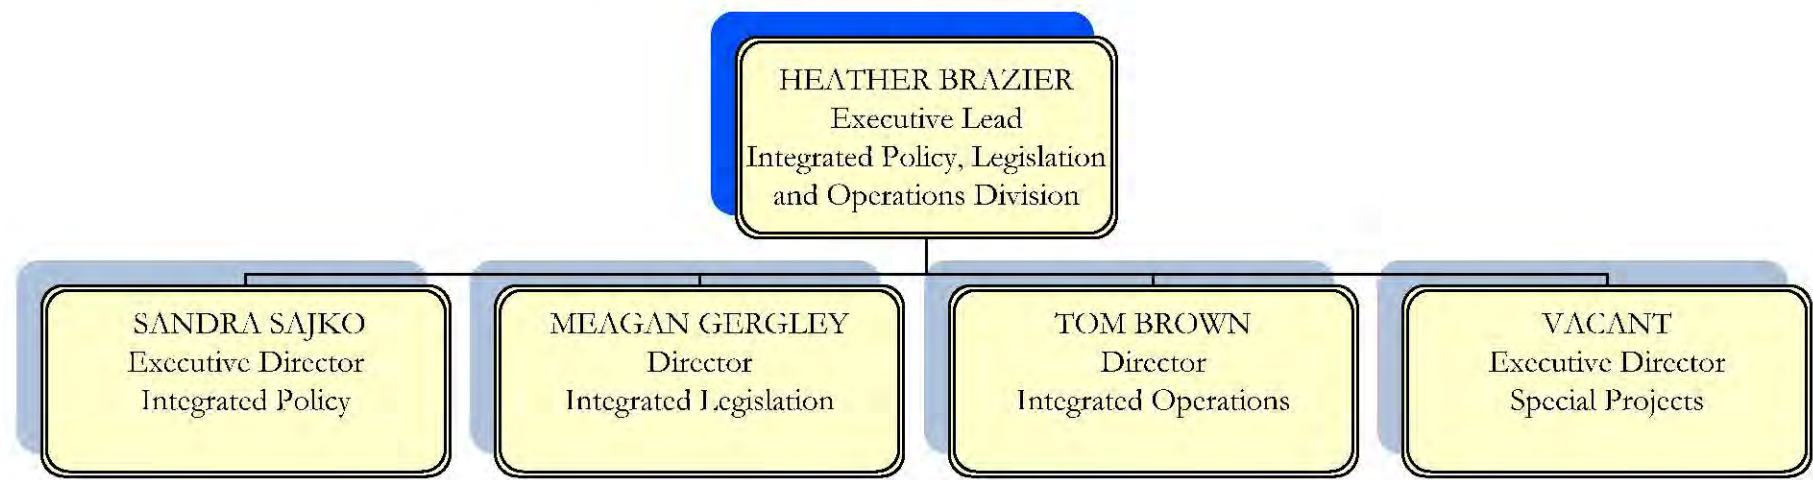 HEATHER BRAZIER
Executive Lead
Integrated Policy, Legislation
and Operations Division
SANDRA SAJKO
Executive Director
Integrated Policy
MEAGAN GERGLEY
Director
Integrated Legislation
TOM BROWN
Director
Integrated Operations
VACANT
Executive Director
Special Projects